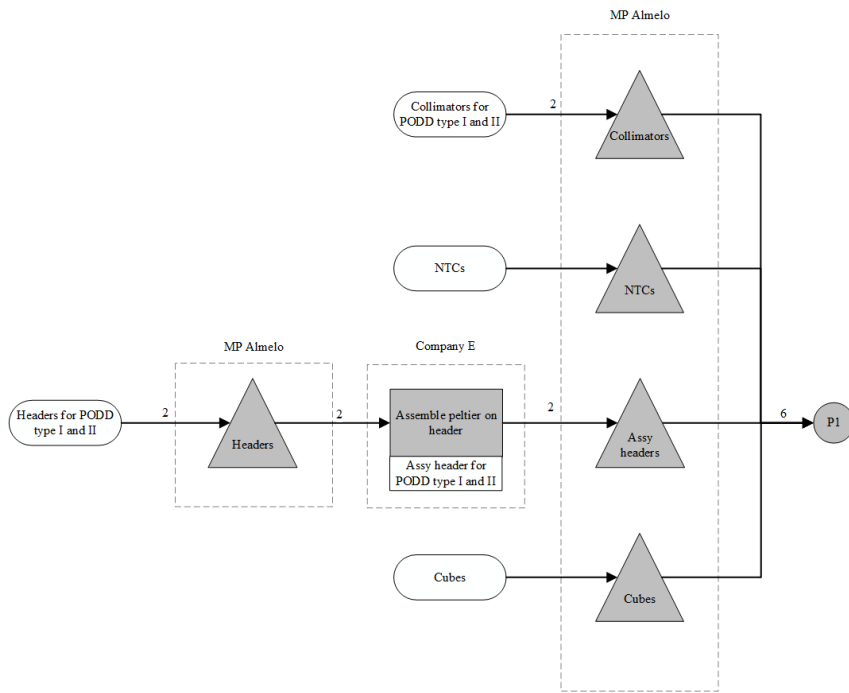 MP Almelo
Collimators for
PODD type I and II
2
Collimators
NTCs
NTCs
MP Almelo
Company E
Headers for PODD
type I and II
2
Headers
2
Assemble peltier on
header
Assy header for
PODD type I and II
2
Assy
headers
6
P1
Cubes
Cubes